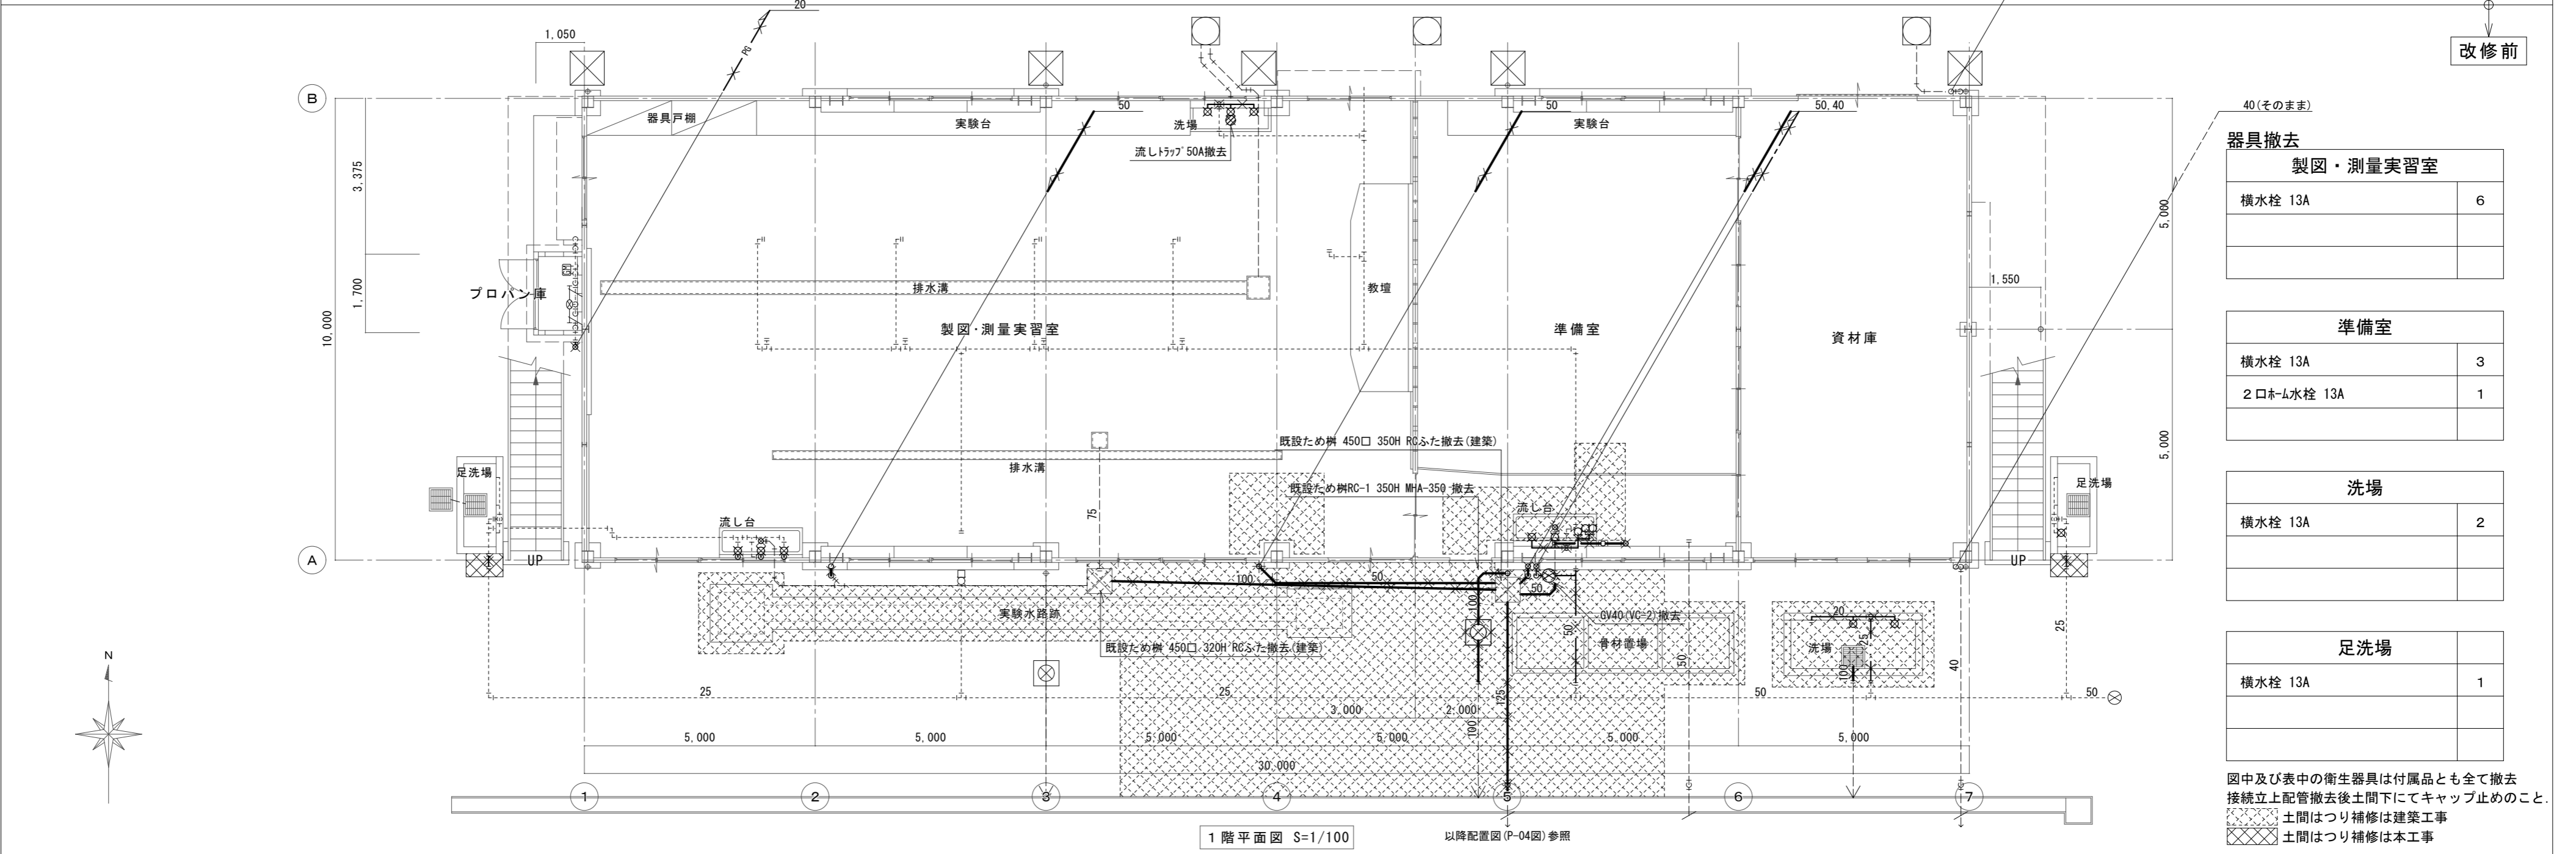 20
PG
1,050
改修前
B
器具戸棚
実験台
50
洗場
流しﾄﾗｯﾌﾟ50A撤去
50
実験台
50,40
40(そのまま)
器具撤去
製図・測量実習室
横水栓 13A 6
準備室
横水栓 13A 3
2口ﾎｰﾑ水栓 13A 1
洗場
横水栓 13A 2
足洗場
横水栓 13A 1
図中及び表中の衛生器具は付属品とも全て撤去
接続立上配管撤去後土間下にてキャップ止めのこと.
土間はつり補修は建築工事
土間はつり補修は本工事
3,375
1,700
10,000
プロパン庫
排水溝
製図･測量実習室
教壇
準備室
資材庫
1,550
5,000
5,000
排水溝
既設ため桝 450口 350H RCふた撤去(建築)
既設ため桝RC-1 350H MHA-350 撤去
足洗場
足洗場
75
流し台
流し台
A
UP
UP
100
50
50
100
実験水路跡
GV40(VC-2)撤去
骨材置場
50
50
20
25
洗場
100
40
25
既設ため桝 450口 320H RCふた撤去(建築)
N
25
25
125
50
50
3,000
2,000
100
5,000
5,000
5,000
5,000
5,000
5,000
30,000
1
2
3
4
5
6
7
1階平面図 S=1/100
以降配置図(P-04図)参照